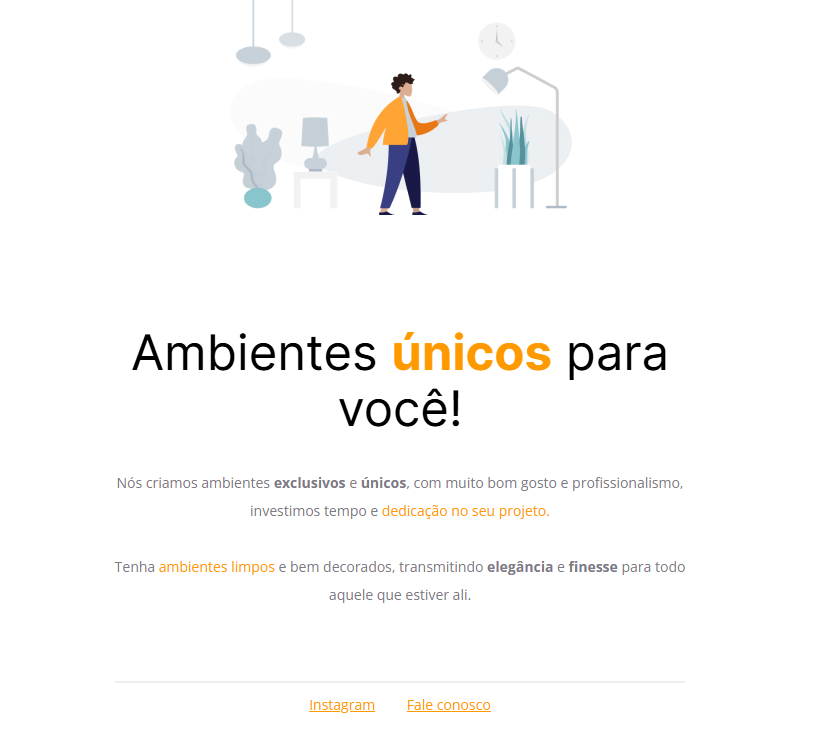 Ambientes únicos para
você!
Nós criamos ambientes exclusivos e únicos, com muito bom gosto e profissionalismo,
investimos tempo e dedicação no seu projeto.
Tenha ambientes limpos e bem decorados, transmitindo elegância e finesse para todo
aquele que estiver ali.
Instagram Fale conosco